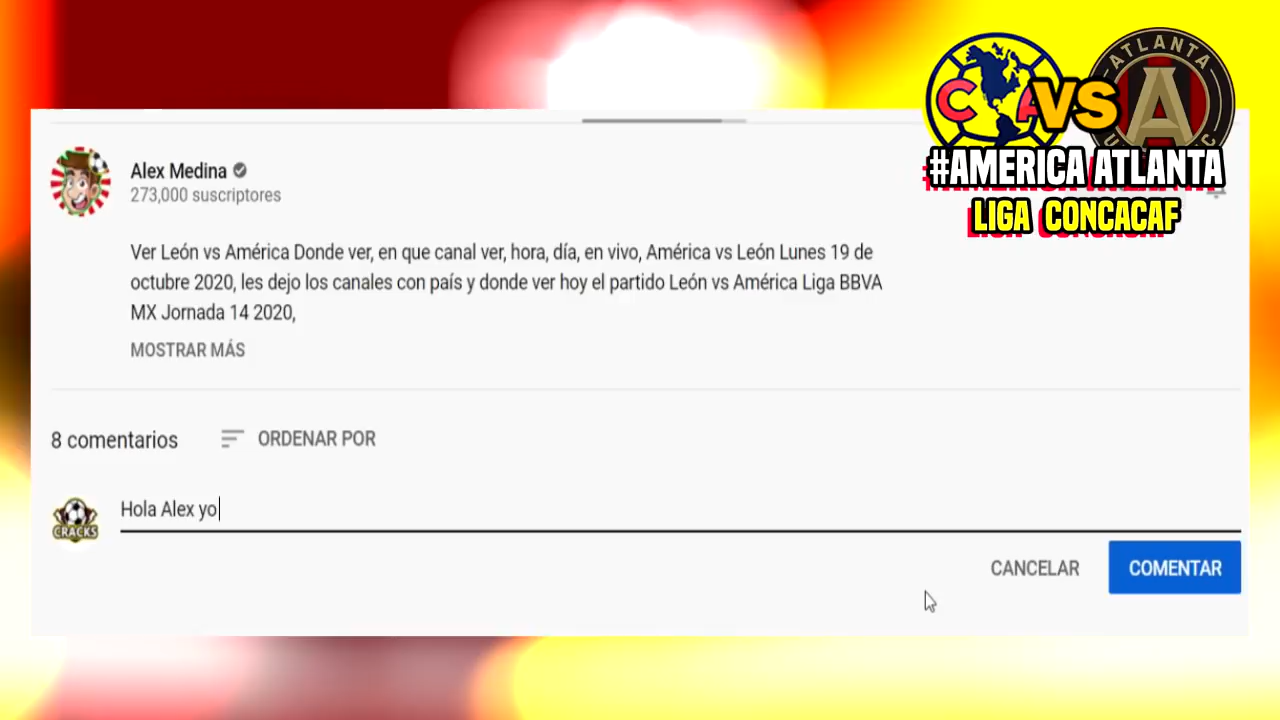 ATLANTA
CA VS A
#AMERICA ATLANTA
LIGA CONCACAF
Alex Medina
273,000 suscriptores
Ver León vs América Donde ver, en que canal ver, hora, día, en vivo, América vs León Lunes 19 de
octubre 2020, les dejo los canales con país y donde ver hoy el partido León vs América Liga BBVA
MX Jornada 14 2020,
MOSTRAR MÁS
8 comentarios
ORDENAR POR
Hola Alex yo
CRACKS
CANCELAR
COMENTAR